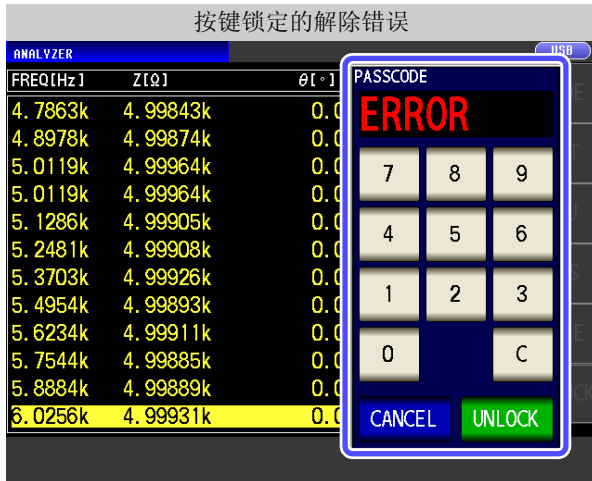 按键锁定的解除错误
ANALYZER
USB
FREQ[Hz] Z[Ω] θ[°]
4.7863k 4.99843k 0.0
4.8978k 4.99874k 0.0
5.0119k 4.99964k 0.0
5.0119k 4.99964k 0.0
5.1286k 4.99905k 0.0
5.2481k 4.99908k 0.0
5.3703k 4.99926k 0.0
5.4954k 4.99893k 0.0
5.6234k 4.99911k 0.0
5.7544k 4.99885k 0.0
5.8884k 4.99889k 0.0
6.0256k 4.99931k 0.0
PASSCODE
ERROR
7 8 9
4 5 6
1 2 3
0 C
CANCEL UNLOCK